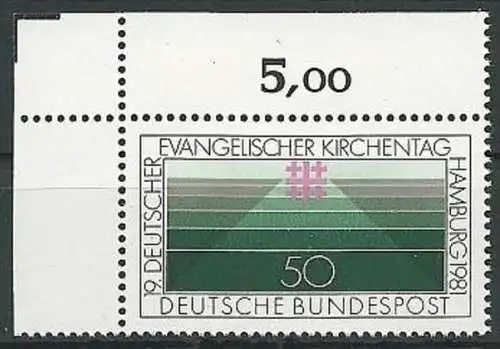 5,00
19. DEUTSCHER
EVANGELISCHER KIRCHENTAG
HAMBURG 1981
50
DEUTSCHE BUNDESPOST